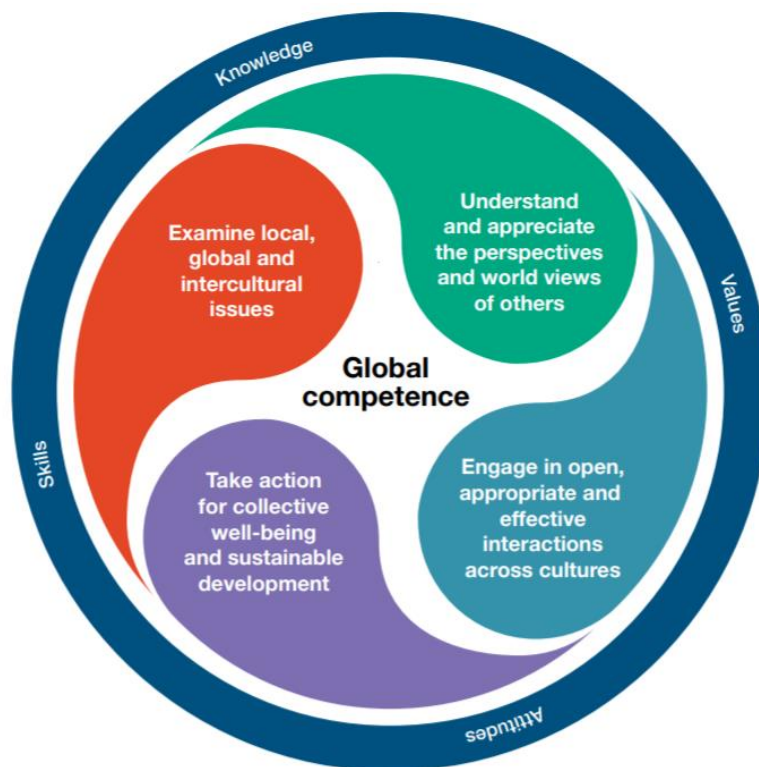 Knowledge
Understand
and appreciate
the perspectives
and world views
of others
Examine local,
global and
intercultural
issues
Values
Global
competence
Skills
Take action
for collective
well-being
and sustainable
development
Engage in open,
appropriate and
effective
interactions
across cultures
Attitudes